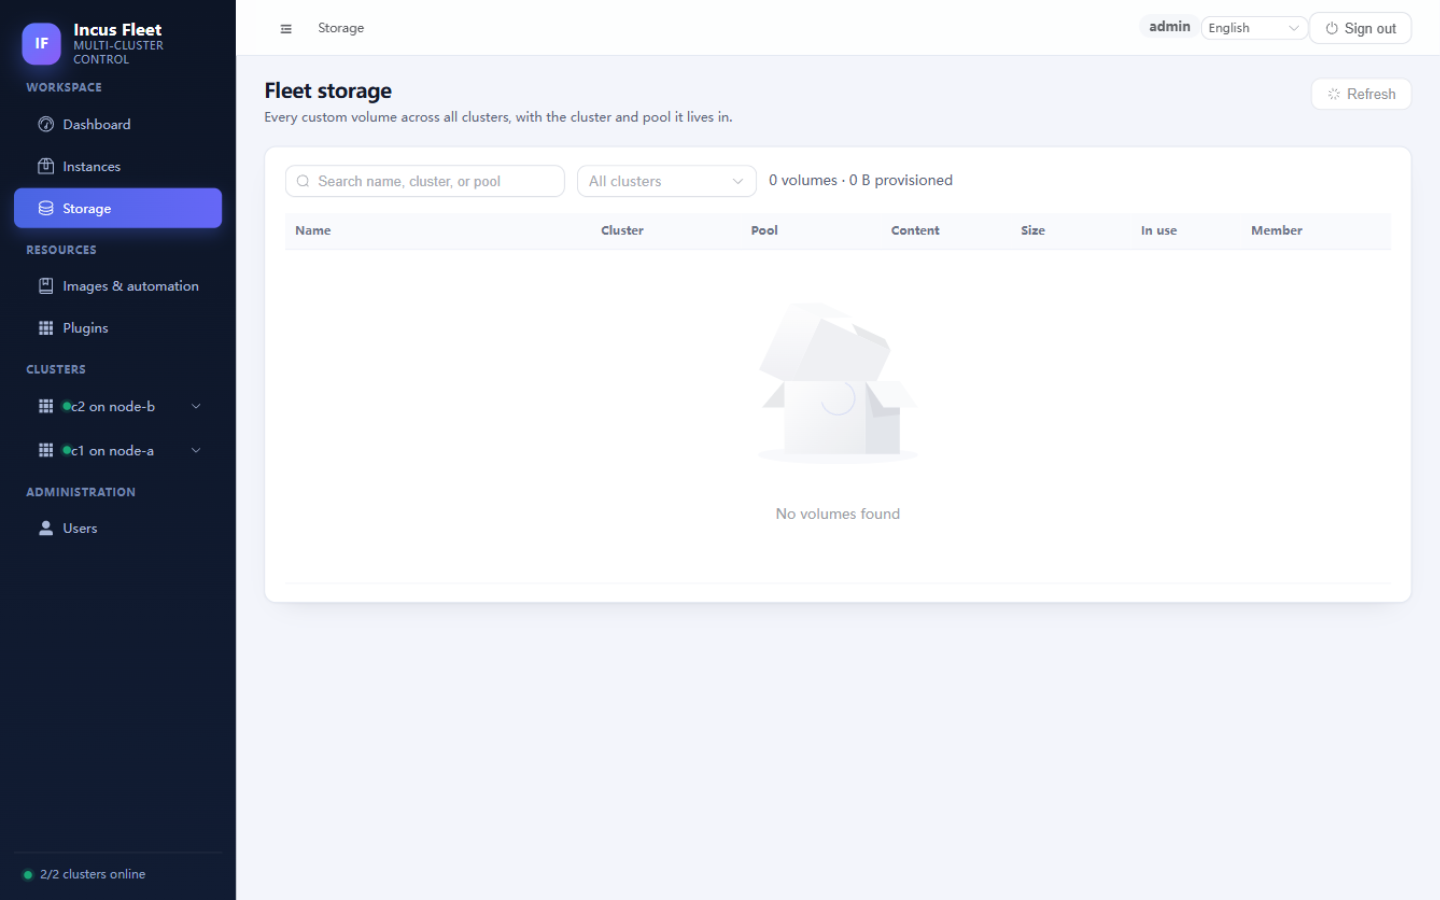 IF
Incus Fleet
MULTI-CLUSTER
CONTROL
WORKSPACE
Dashboard
Instances
Storage
RESOURCES
Images & automation
Plugins
CLUSTERS
c2 on node-b
c1 on node-a
ADMINISTRATION
Users
2/2 clusters online
Storage
admin
English
Sign out
Fleet storage
Refresh
Every custom volume across all clusters, with the cluster and pool it lives in.
Search name, cluster, or pool
All clusters
0 volumes · 0 B provisioned
Name Cluster Pool Content Size In use Member
No volumes found